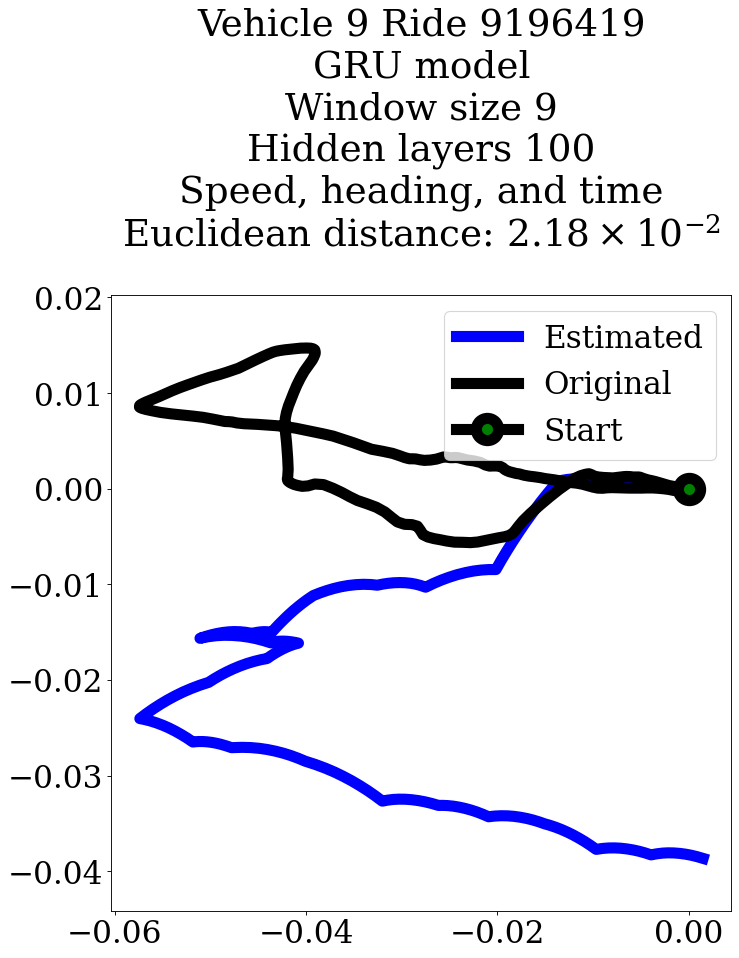 Vehicle 9 Ride 9196419
GRU model
Window size 9
Hidden layers 100
Speed, heading, and time
Euclidean distance: 2.18 × 10⁻²
Estimated
Original
Start
0.02
0.01
0.00
−0.01
−0.02
−0.03
−0.04
−0.06
−0.04
−0.02
0.00